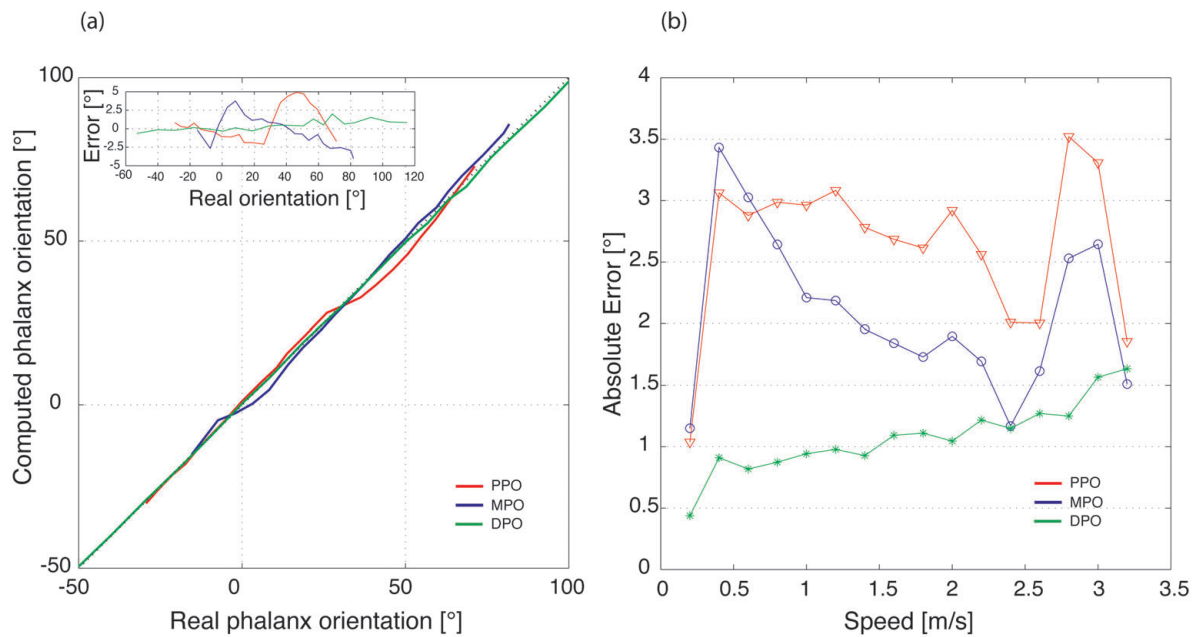 (a)
(b)
100
50
0
-50
-50
0
50
100
Computed phalanx orientation [°]
Real phalanx orientation [°]
5
2.5
0
-2.5
-5
-60
-40
-20
0
20
40
60
80
100
120
Error [°]
Real orientation [°]
PPO
MPO
DPO
4
3.5
3
2.5
2
1.5
1
0.5
0
0
0.5
1
1.5
2
2.5
3
3.5
Absolute Error [°]
Speed [m/s]
PPO
MPO
DPO